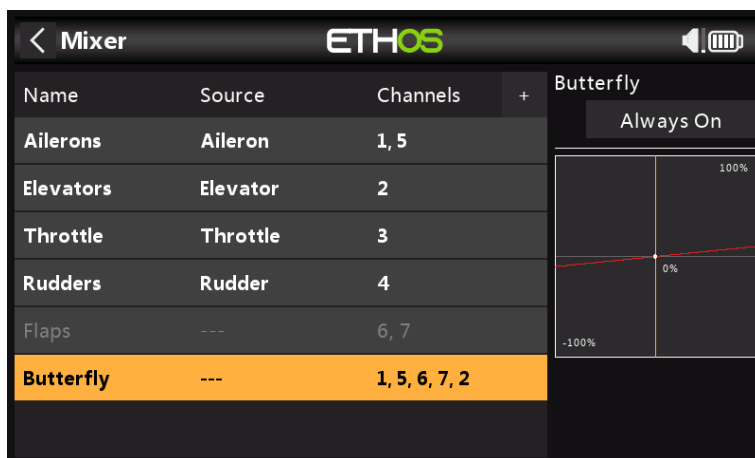 Mixer ETHOS
Name Source Channels +
Ailerons Aileron 1, 5
Elevators Elevator 2
Throttle Throttle 3
Rudders Rudder 4
Flaps --- 6, 7
Butterfly --- 1, 5, 6, 7, 2
Butterfly
Always On
100%
0%
-100%